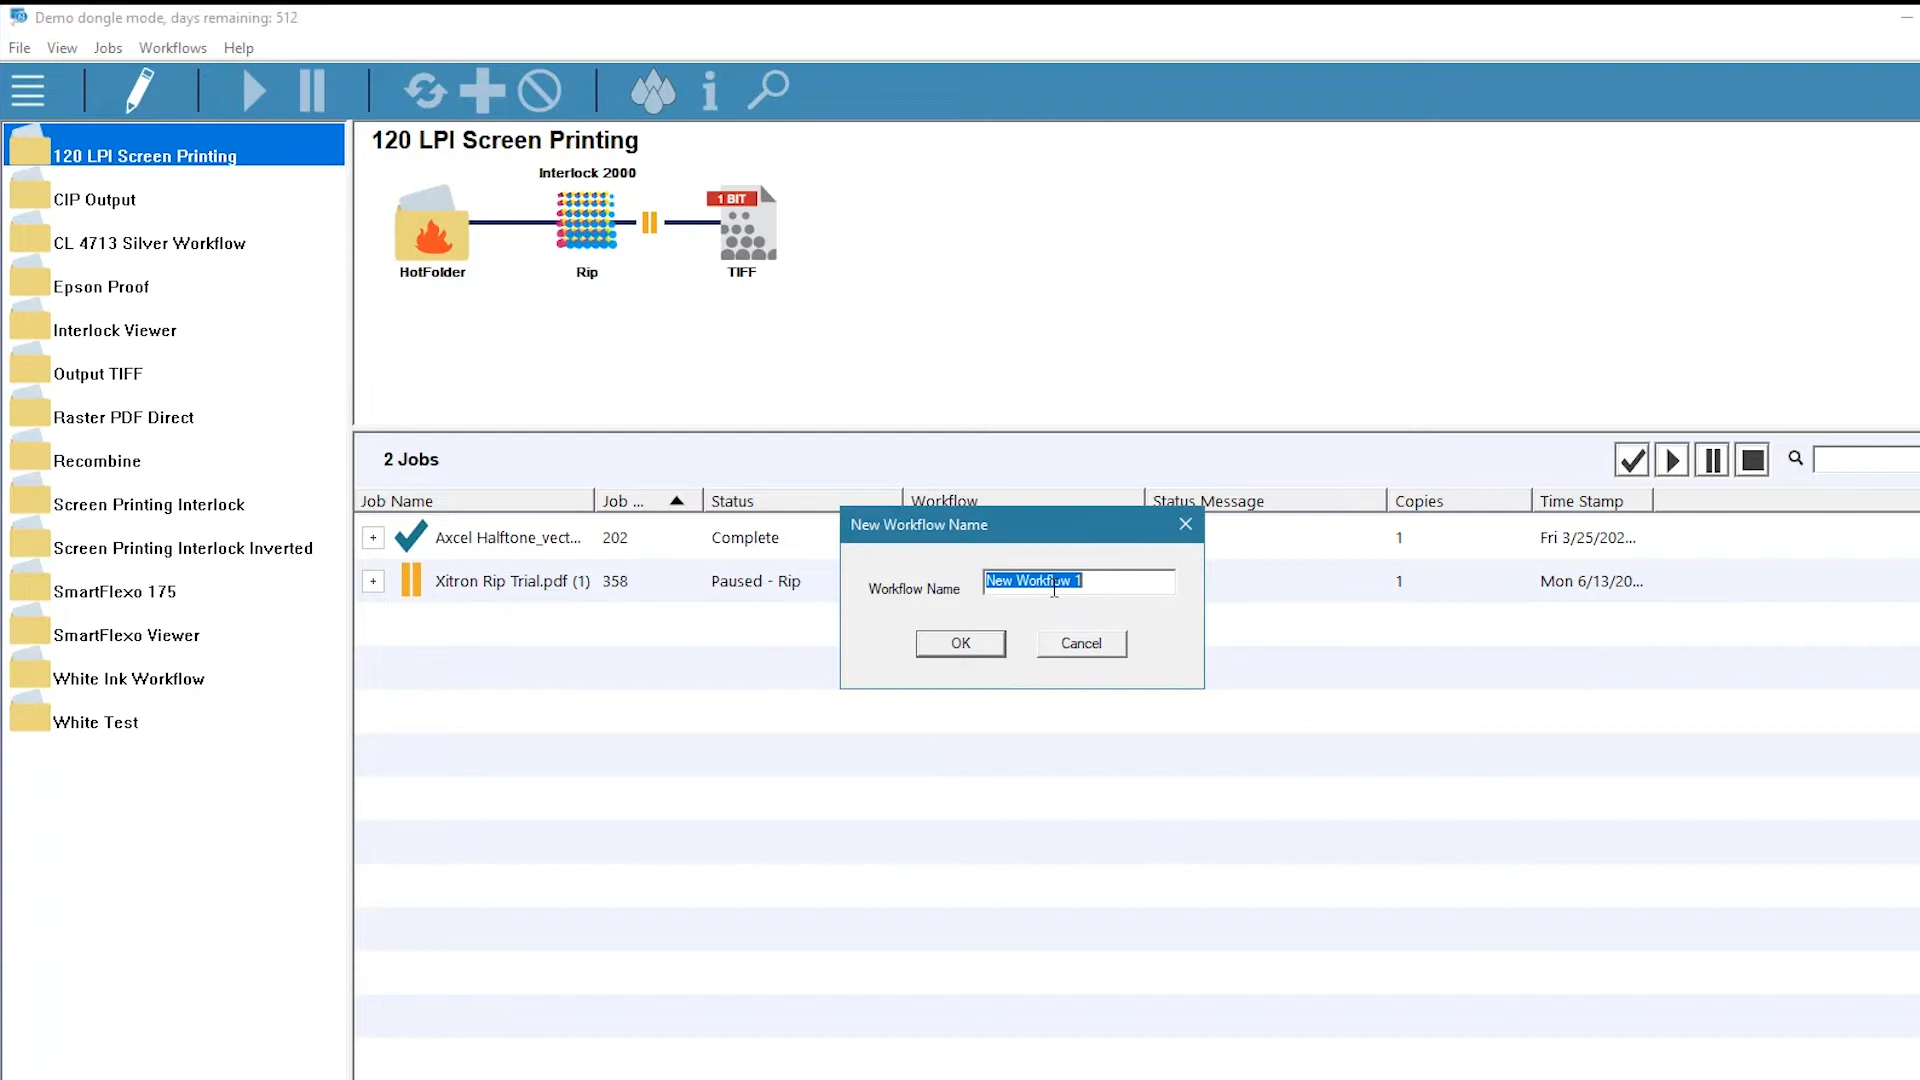 Demo dongle mode, days remaining: 512
File View Jobs Workflows Help
120 LPI Screen Printing
CIP Output
CL 4713 Silver Workflow
Epson Proof
Interlock Viewer
Output TIFF
Raster PDF Direct
Recombine
Screen Printing Interlock
Screen Printing Interlock Inverted
SmartFlexo 175
SmartFlexo Viewer
White Ink Workflow
White Test
120 LPI Screen Printing
Interlock 2000
1 BIT
HotFolder Rip TIFF
2 Jobs
Job Name Job ... Status Workflow Status Message Copies Time Stamp
Axcel Halftone_vect... 202 Complete 1 Fri 3/25/202...
Xitron Rip Trial.pdf (1) 358 Paused - Rip 1 Mon 6/13/20...
New Workflow Name
Workflow Name New Workflow 1
OK Cancel